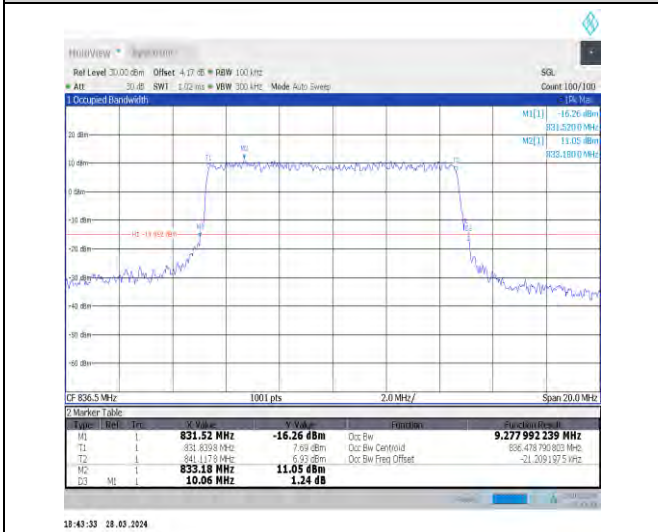 MultiView Spectrum
Ref Level 30.00 dBm Offset 4.17 dB RBW 100 kHz SGL
Att 30 dB SWT 1.02 ms VBW 300 kHz Mode Auto Sweep Count 100/100
1 Occupied Bandwidth 1Pk Max
M1[1] -16.26 dBm
831.520 0 MHz
M2[1] 11.05 dBm
833.180 0 MHz
20 dBm
10 dBm
0 dBm
-10 dBm
-20 dBm
-30 dBm
-40 dBm
-50 dBm
-60 dBm
T1
M2
T2
M1
CF 836.5 MHz 1001 pts 2.0 MHz/ Span 20.0 MHz
2 Marker Table
Type Ref Trc X Value Y Value Function Function Result
M1 1 831.52 MHz -16.26 dBm Occ Bw 9.277 992 239 MHz
T1 1 831.8398 MHz 7.69 dBm Occ Bw Centroid 836.478 790 803 MHz
T2 1 841.1178 MHz 6.93 dBm Occ Bw Freq Offset -21.209 197 5 kHz
M2 1 833.18 MHz 11.05 dBm
D3 M1 1 10.06 MHz 1.24 dB
18:43:33 28.03.2024